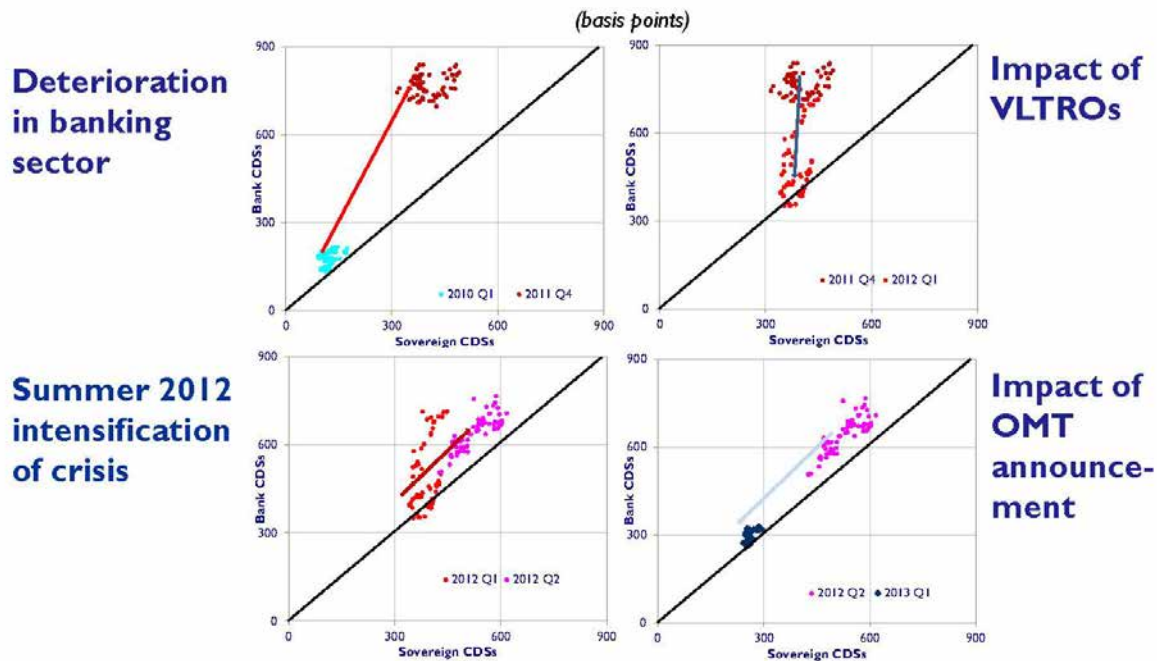 (basis points)
Deterioration
in banking
sector
900
600
300
0
Bank CDSs
2010 Q1
2011 Q4
0
300
600
900
Sovereign CDSs
900
600
300
0
Bank CDSs
2011 Q4
2012 Q1
0
300
600
900
Sovereign CDSs
Impact of
VLTROs
Summer 2012
intensification
of crisis
900
600
300
0
Bank CDSs
2012 Q1
2012 Q2
0
300
600
900
Sovereign CDSs
900
600
300
0
Bank CDSs
2012 Q2
2013 Q1
0
300
600
900
Sovereign CDSs
Impact of
OMT
announce-
ment